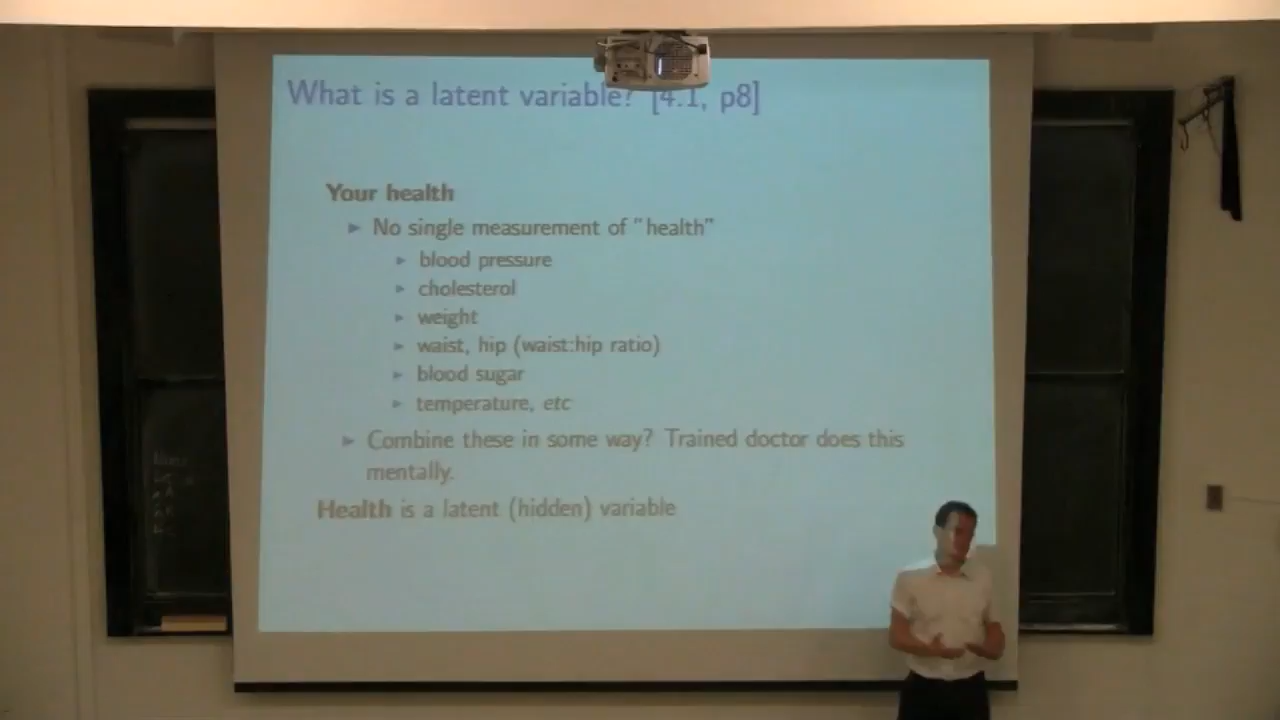 What is a latent variable? [4.1, p8]
Your health
► No single measurement of "health"
► blood pressure
► cholesterol
► weight
► waist, hip (waist:hip ratio)
► blood sugar
► temperature, etc
► Combine these in some way? Trained doctor does this
mentally.
Health is a latent (hidden) variable